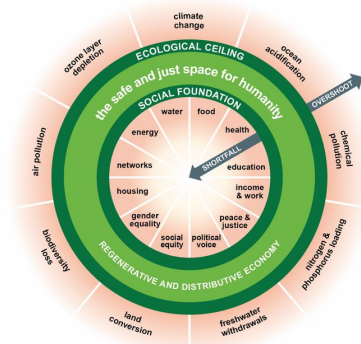 climate
change
ozone layer
depletion
ocean
acidification
ECOLOGICAL CEILING
the safe and just space for humanity
OVERSHOOT
SOCIAL FOUNDATION
water
food
energy
health
SHORTFALL
air pollution
chemical
pollution
networks
education
housing
income
& work
gender
equality
peace &
justice
social
equity
political
voice
biodiversity
loss
nitrogen &
phosphorus loading
REGENERATIVE AND DISTRIBUTIVE ECONOMY
land
conversion
freshwater
withdrawals